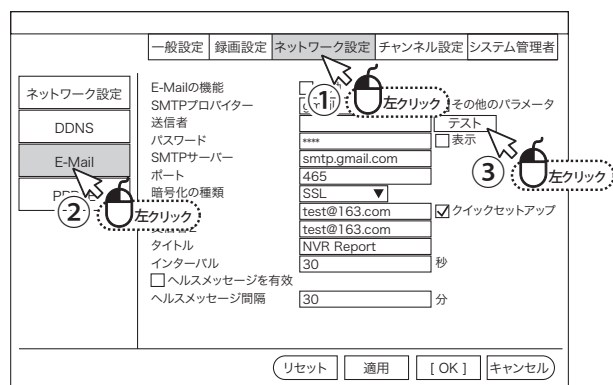 一般設定 録画設定 ネットワーク設定 チャンネル設定 システム管理者
ネットワーク設定
DDNS
E-Mail
E-Mailの機能
SMTPプロバイター
① 左クリック その他のパラメータ
送信者 テスト
パスワード **** 表示
SMTPサーバー smtp.gmail.com
ポート 465
③ 左クリック
暗号化の種類 SSL ▼
② 左クリック
test@163.com クイックセットアップ
test@163.com
タイトル NVR Report
インターバル 30 秒
ヘルスメッセージを有効
ヘルスメッセージ間隔 30 分
リセット 適用 [ OK ] キャンセル